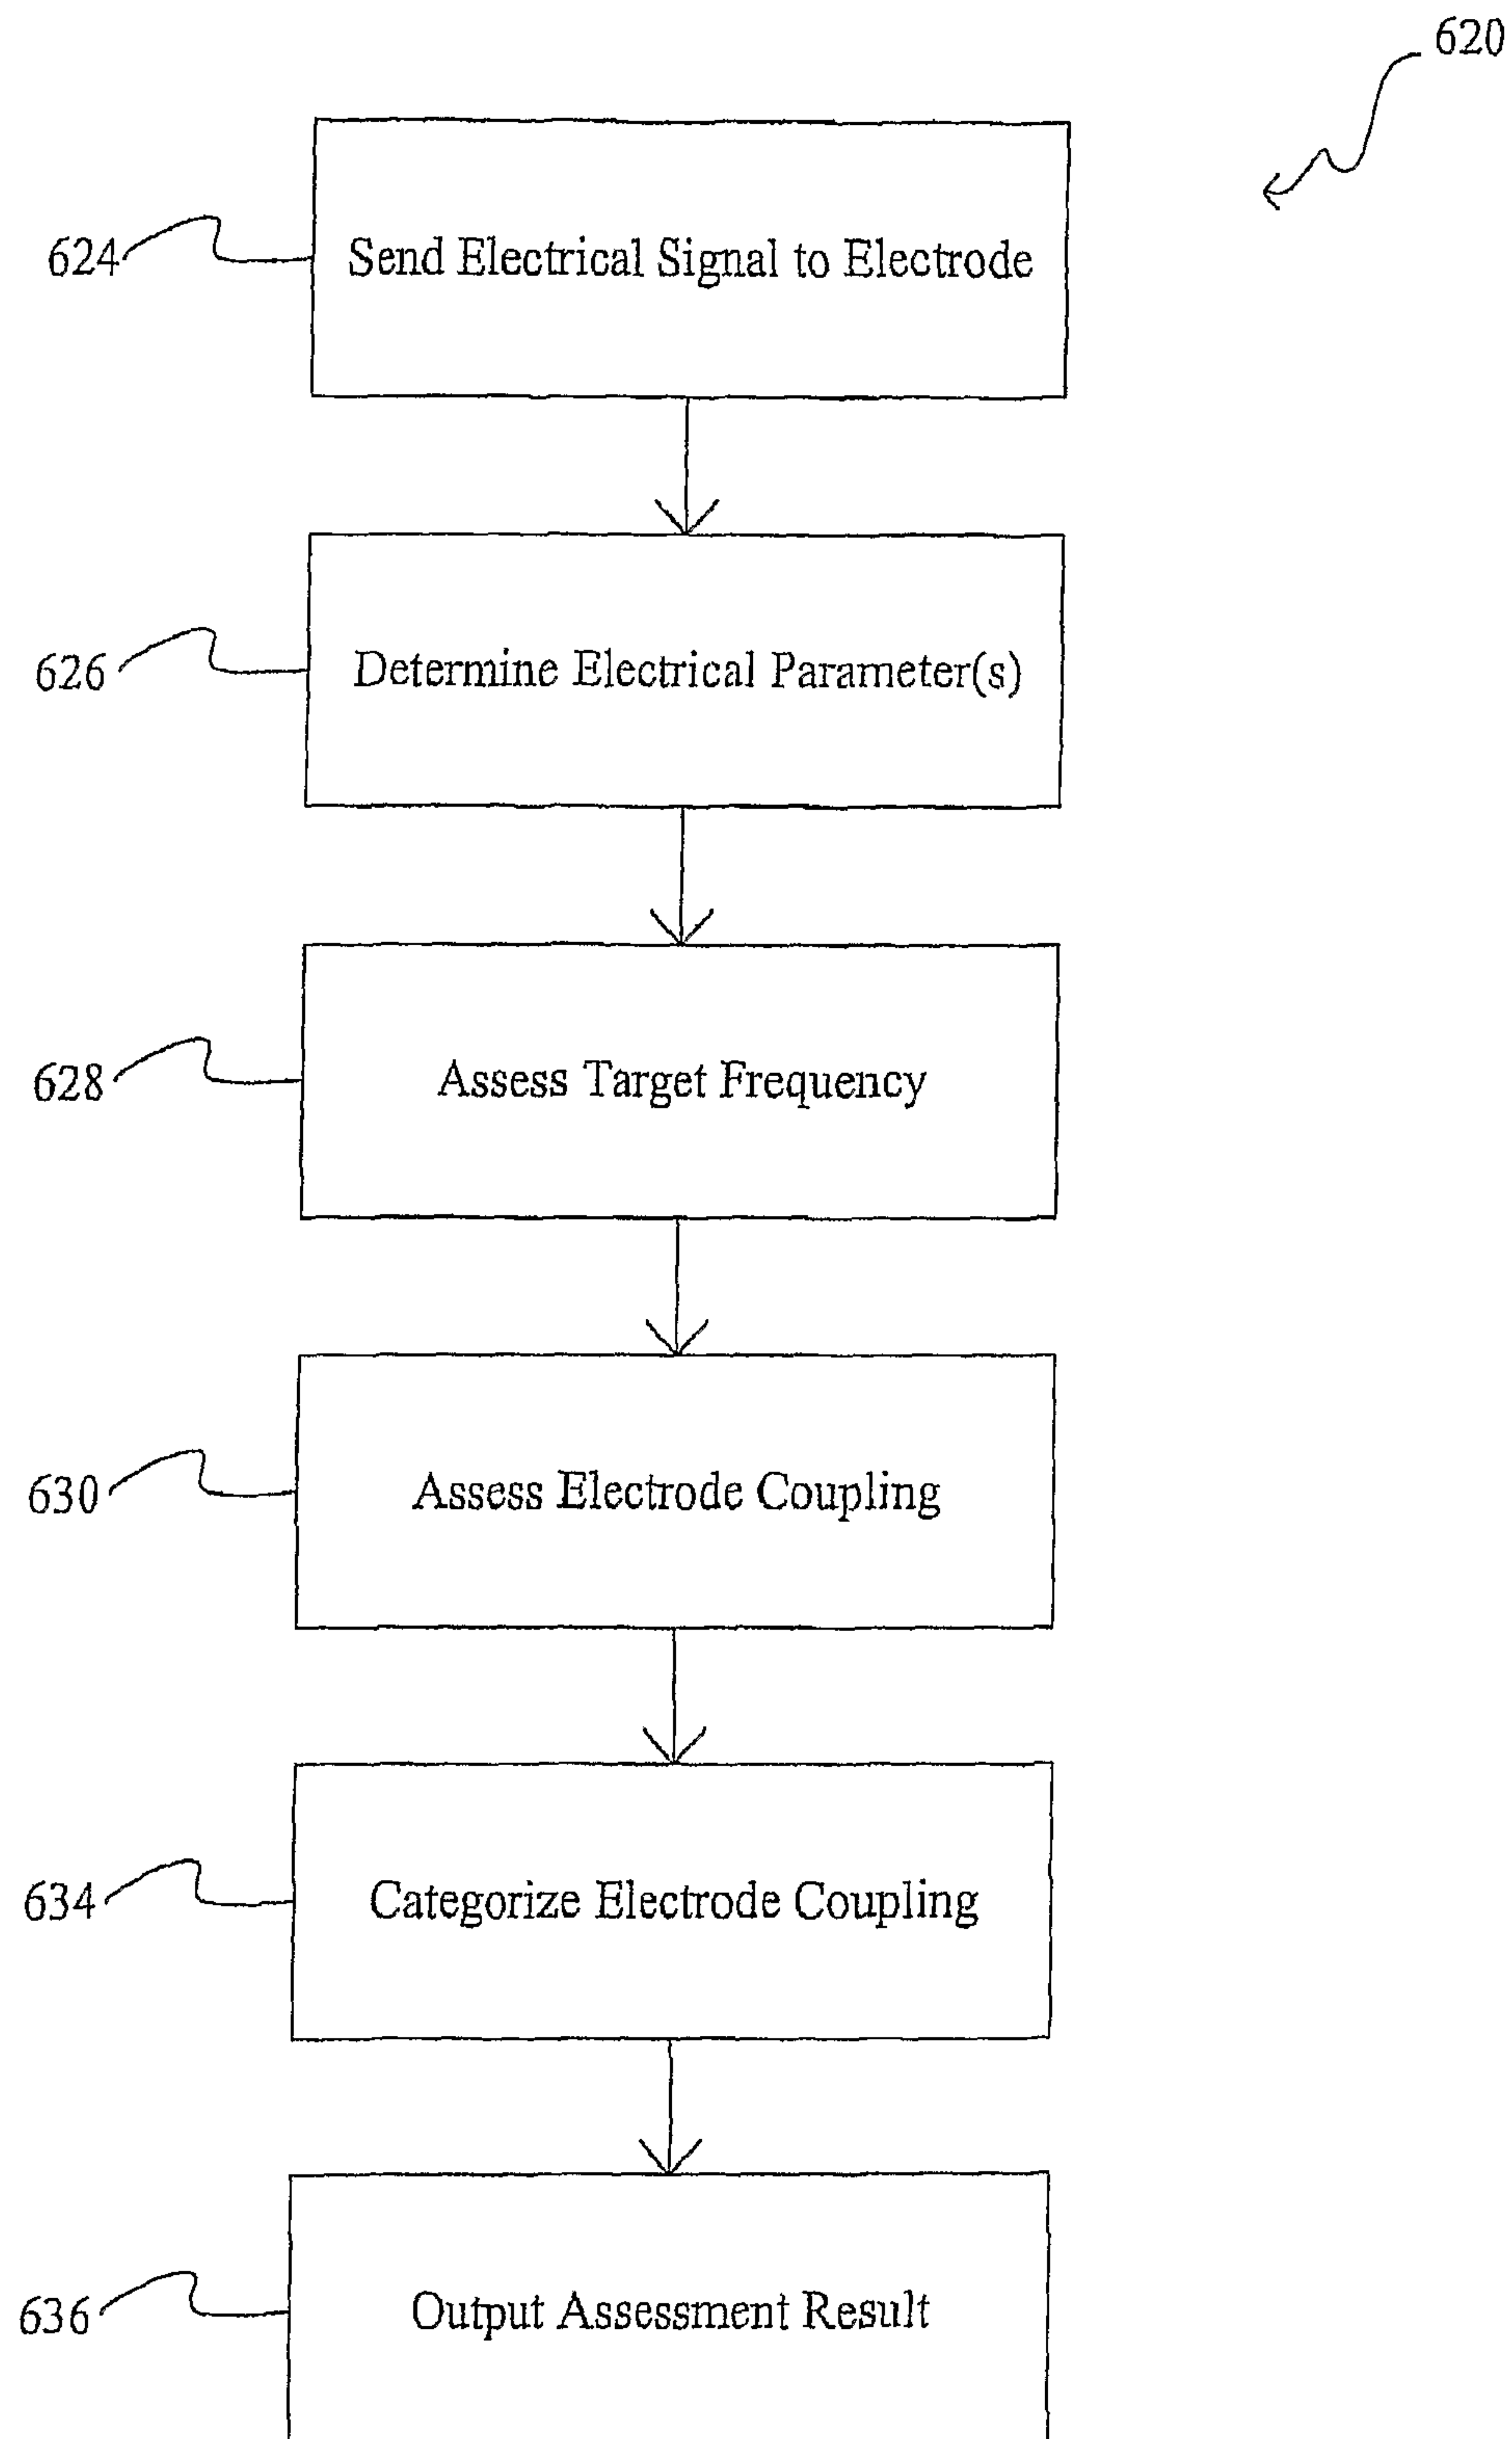 620
624
Send Electrical Signal to Electrode
626
Determine Electrical Parameter(s)
628
Assess Target Frequency
630
Assess Electrode Coupling
634
Categorize Electrode Coupling
636
Output Assessment Result